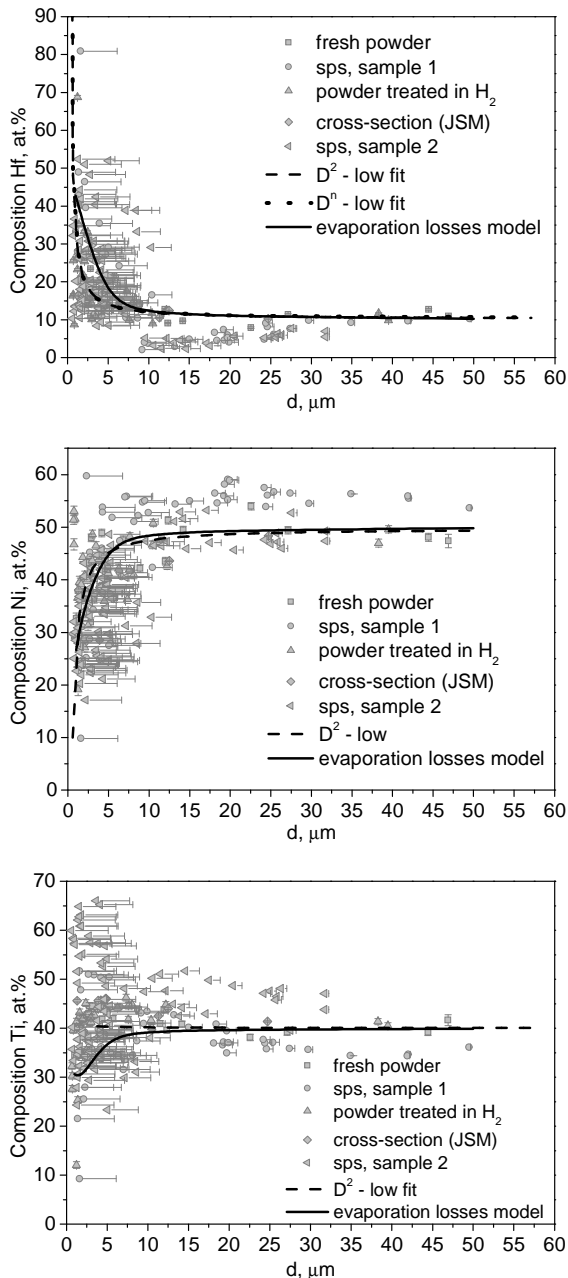 90
80
70
60
50
40
30
20
10
0
Composition Hf, at.%
fresh powder
sps, sample 1
powder treated in H2
cross-section (JSM)
sps, sample 2
D2 - low fit
Dn - low fit
evaporation losses model
0 5 10 15 20 25 30 35 40 45 50 55 60
d, μm
60
50
40
30
20
10
0
Composition Ni, at.%
fresh powder
sps, sample 1
powder treated in H2
cross-section (JSM)
sps, sample 2
D2 - low
evaporation losses model
0 5 10 15 20 25 30 35 40 45 50 55 60
d, μm
70
60
50
40
30
20
10
0
Composition Ti, at.%
fresh powder
sps, sample 1
powder treated in H2
cross-section (JSM)
sps, sample 2
D2 - low fit
evaporation losses model
0 5 10 15 20 25 30 35 40 45 50 55 60
d, μm